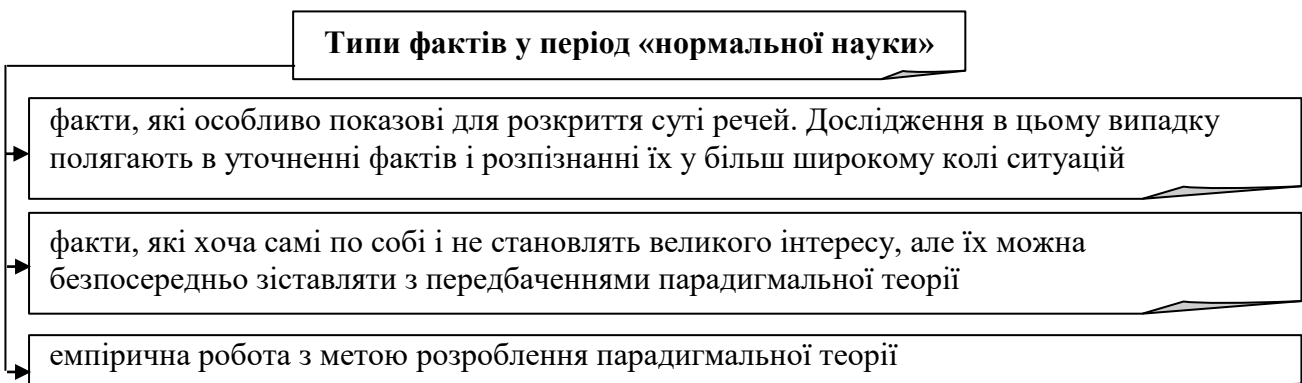 Типи фактів у період «нормальної науки»
факти, які особливо показові для розкриття суті речей. Дослідження в цьому випадку
полягають в уточненні фактів і розпізнанні їх у більш широкому колі ситуацій
факти, які хоча самі по собі і не становлять великого інтересу, але їх можна
безпосередньо зіставляти з передбаченнями парадигмальної теорії
емпірична робота з метою розроблення парадигмальної теорії